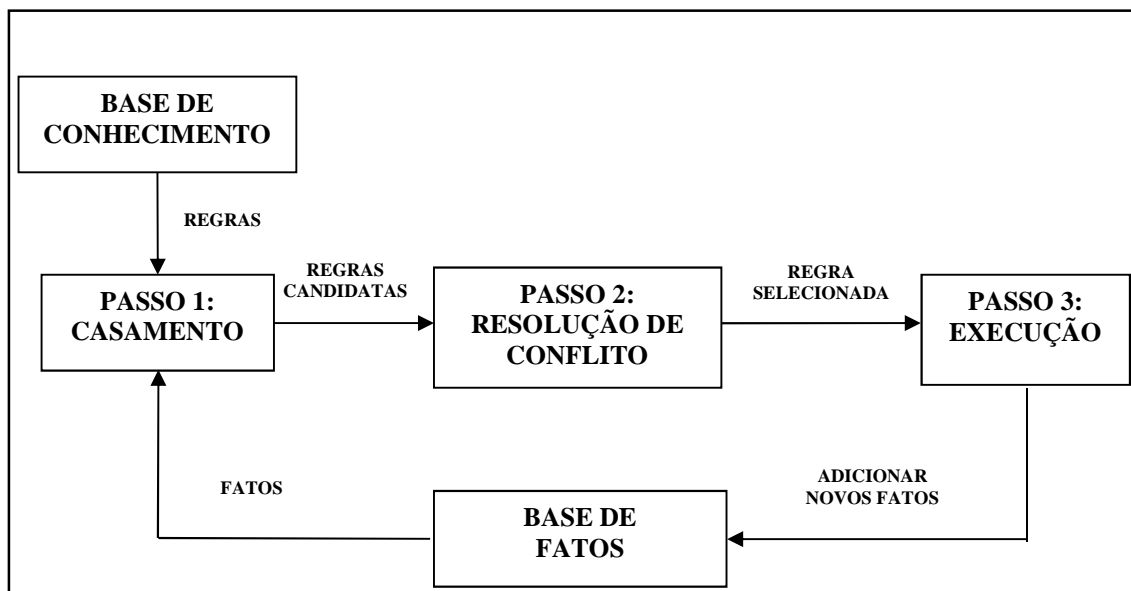 BASE DE
CONHECIMENTO
REGRAS
PASSO 1:
CASAMENTO
REGRAS
CANDIDATAS
PASSO 2:
RESOLUÇÃO DE
CONFLITO
REGRA
SELECIONADA
PASSO 3:
EXECUÇÃO
FATOS
BASE DE
FATOS
ADICIONAR
NOVOS FATOS